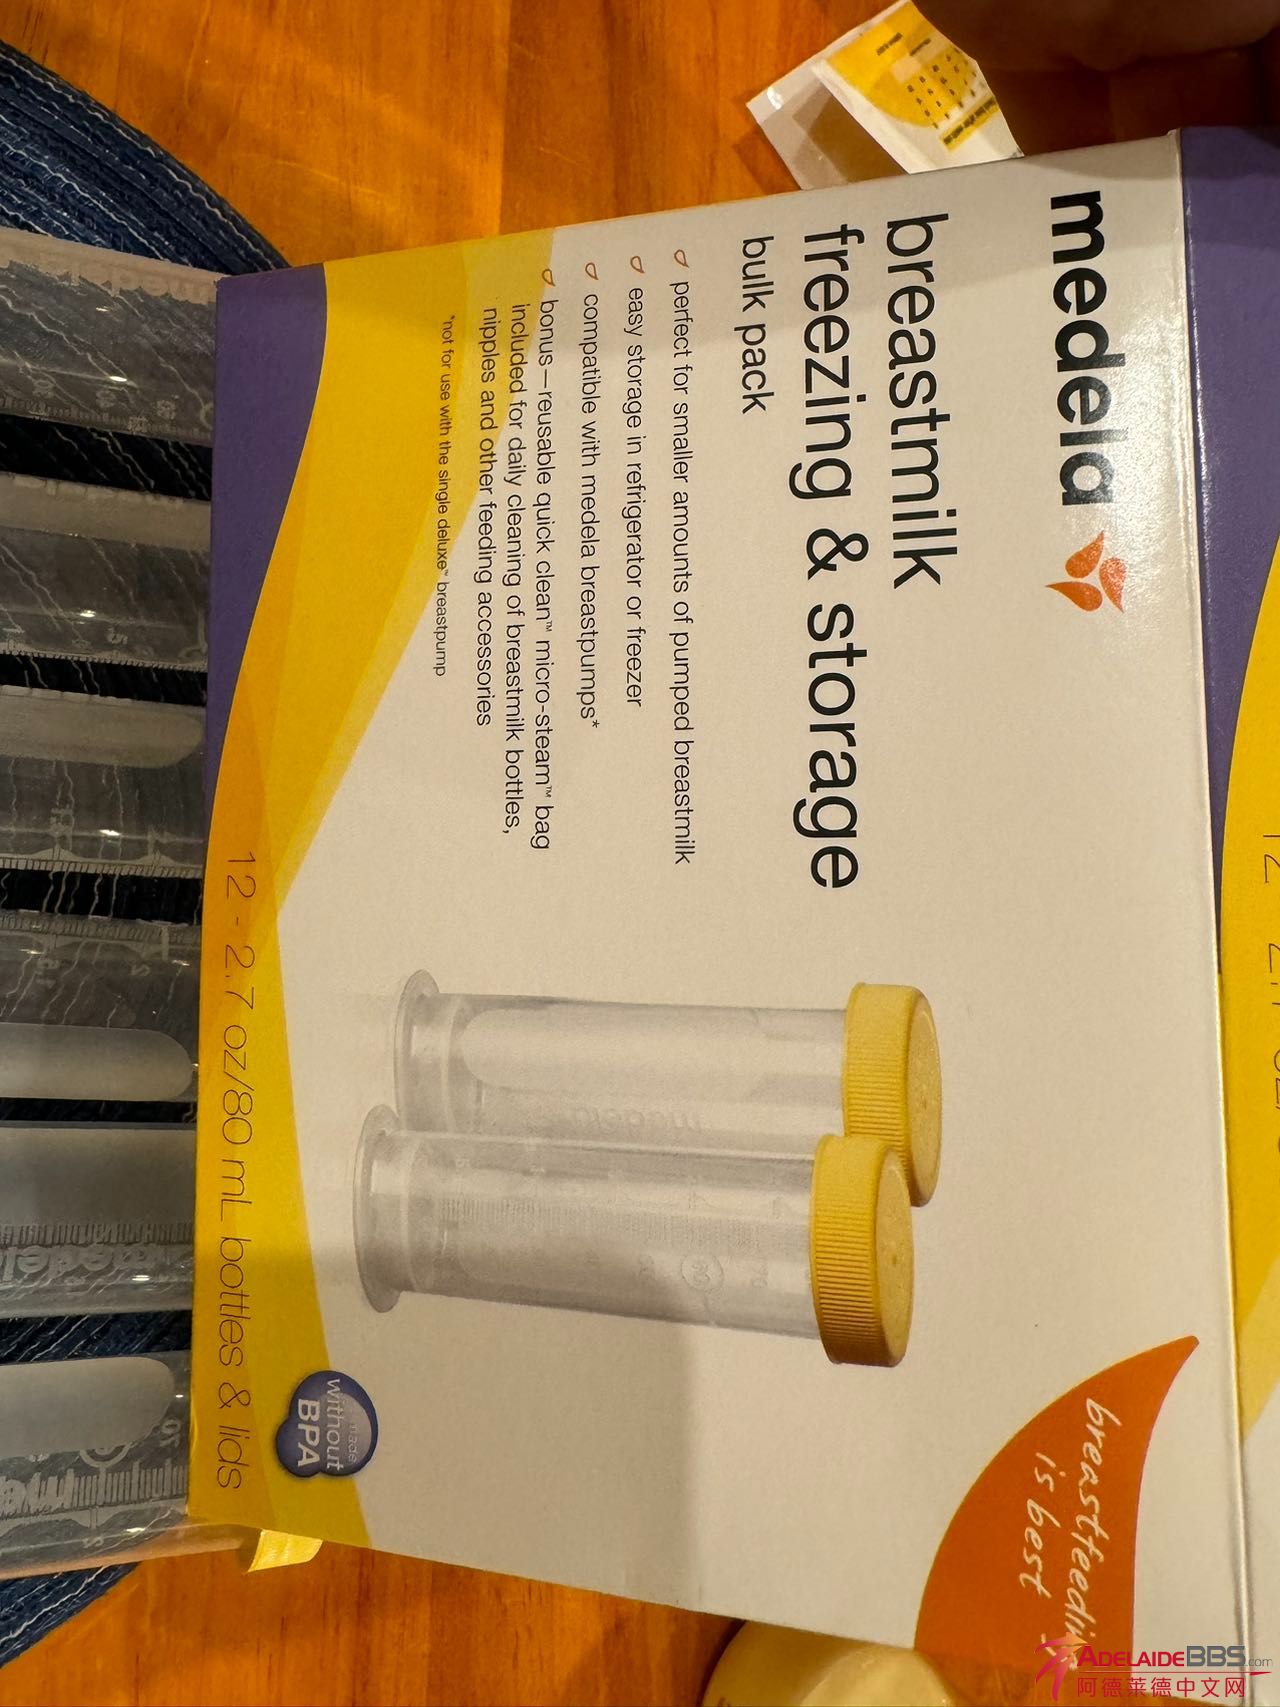 medela
breastmilk
freezing & storage
bulk pack
perfect for smaller amounts of pumped breastmilk
easy storage in refrigerator or freezer
compatible with medela breastpumps*
bonus—reusable quick clean™ micro-steam™ bag
included for daily cleaning of breastmilk bottles,
nipples and other feeding accessories
*not for use with the single deluxe™ breastpump
12 - 2.7 oz/80 mL bottles & lids
made
without
BPA
breastfeeding
is best
medela
ADELAIDEBBS.com
阿德莱德中文网